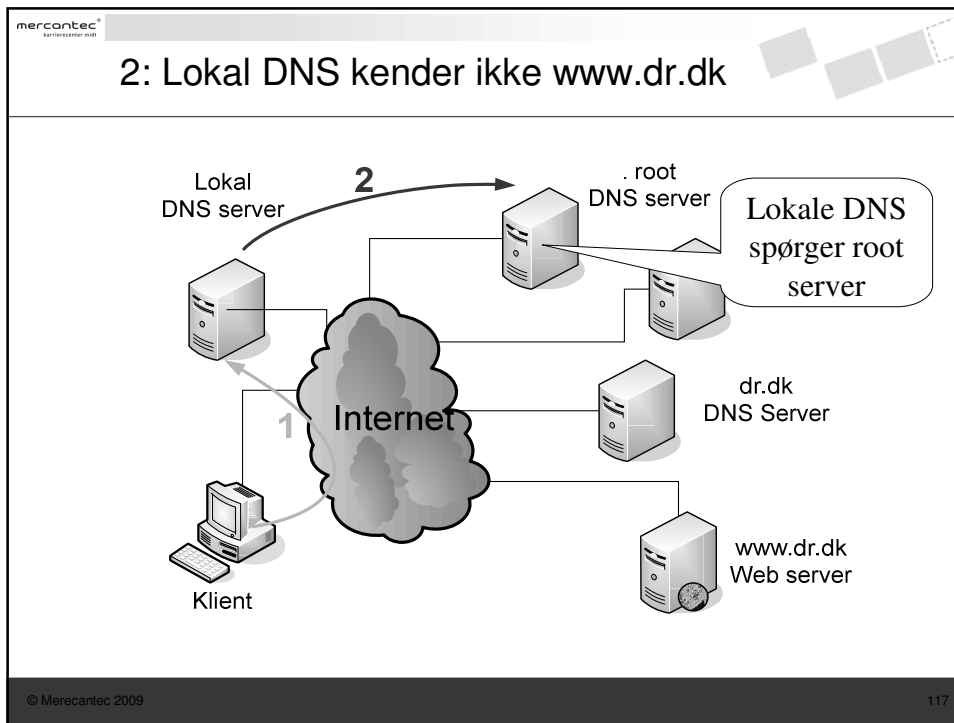 mercantec+
karrierecenter midt
2: Lokal DNS kender ikke www.dr.dk
Lokal
DNS server
2
. root
DNS server
Lokale DNS
spørger root
server
1
Internet
dr.dk
DNS Server
Klient
www.dr.dk
Web server
© Merecantec 2009
117